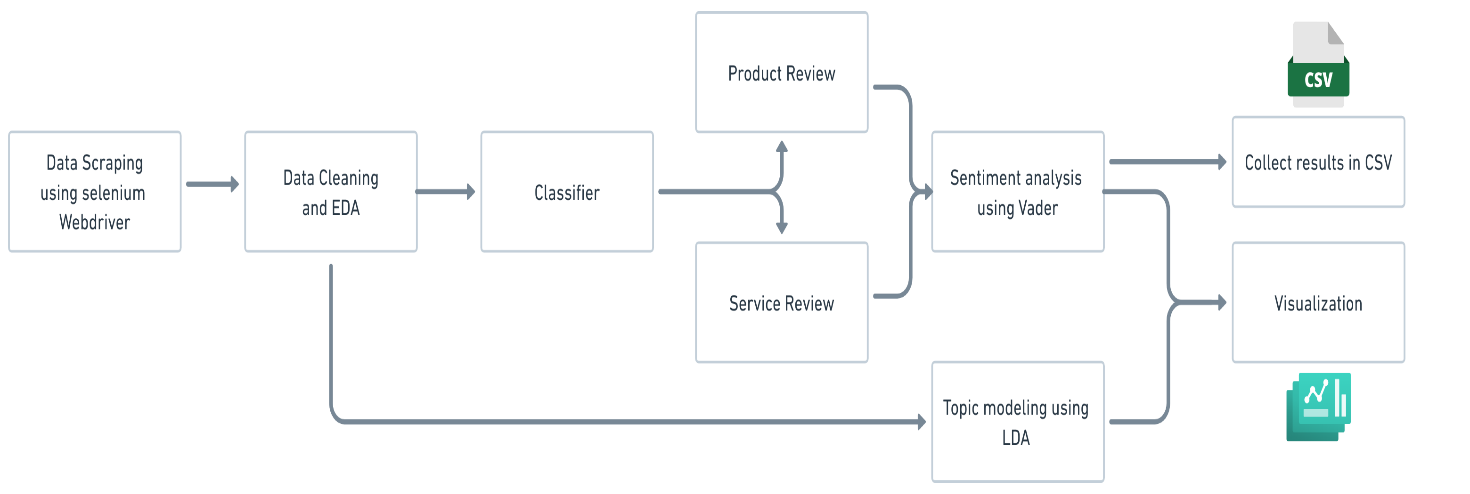 Data Scraping
using selenium
Webdriver
Data Cleaning
and EDA
Classifier
Product Review
Service Review
Sentiment analysis
using Vader
Topic modeling using
LDA
CSV
Collect results in CSV
Visualization